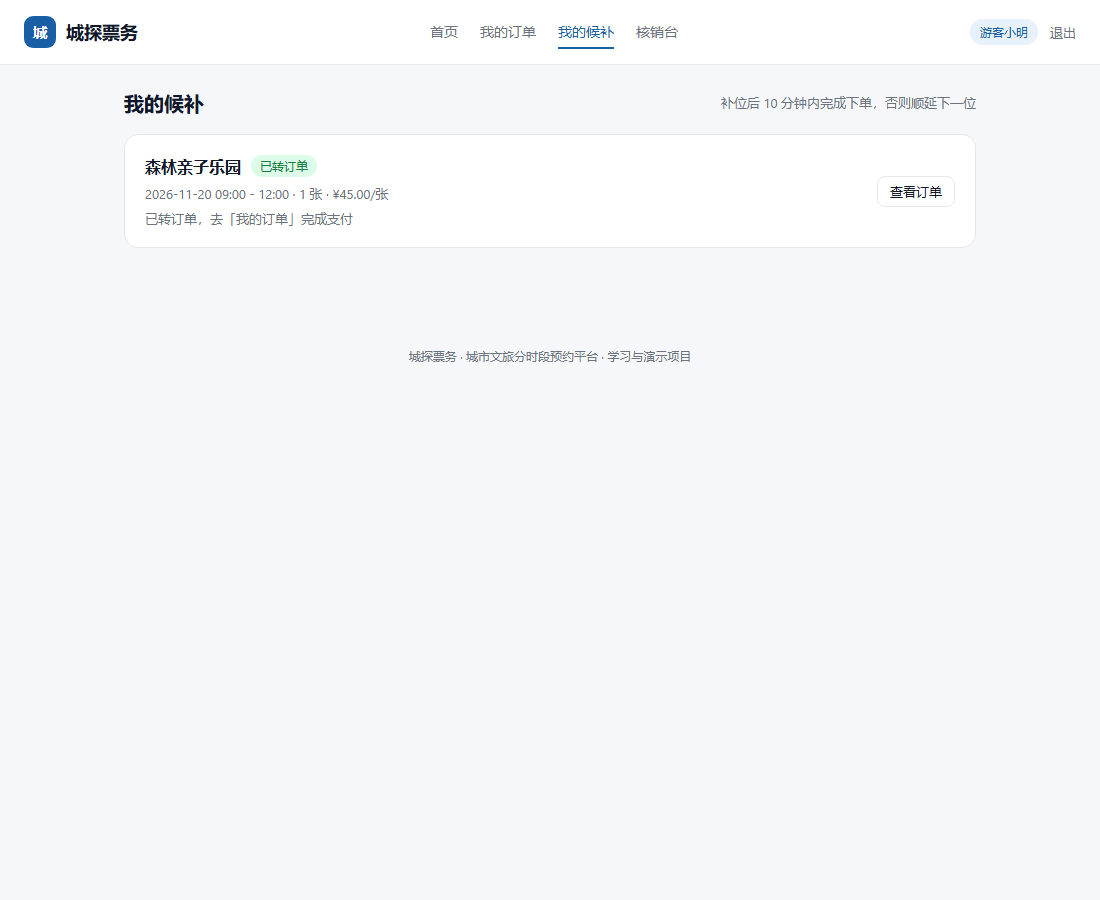 城 城探票务 首页 我的订单 我的候补 核销台 游客小明 退出
我的候补 补位后 10 分钟内完成下单，否则顺延下一位
森林亲子乐园 已转订单
2026-11-20 09:00 - 12:00 · 1 张 · ¥45.00/张
查看订单
已转订单，去「我的订单」完成支付
城探票务 · 城市文旅分时段预约平台 · 学习与演示项目